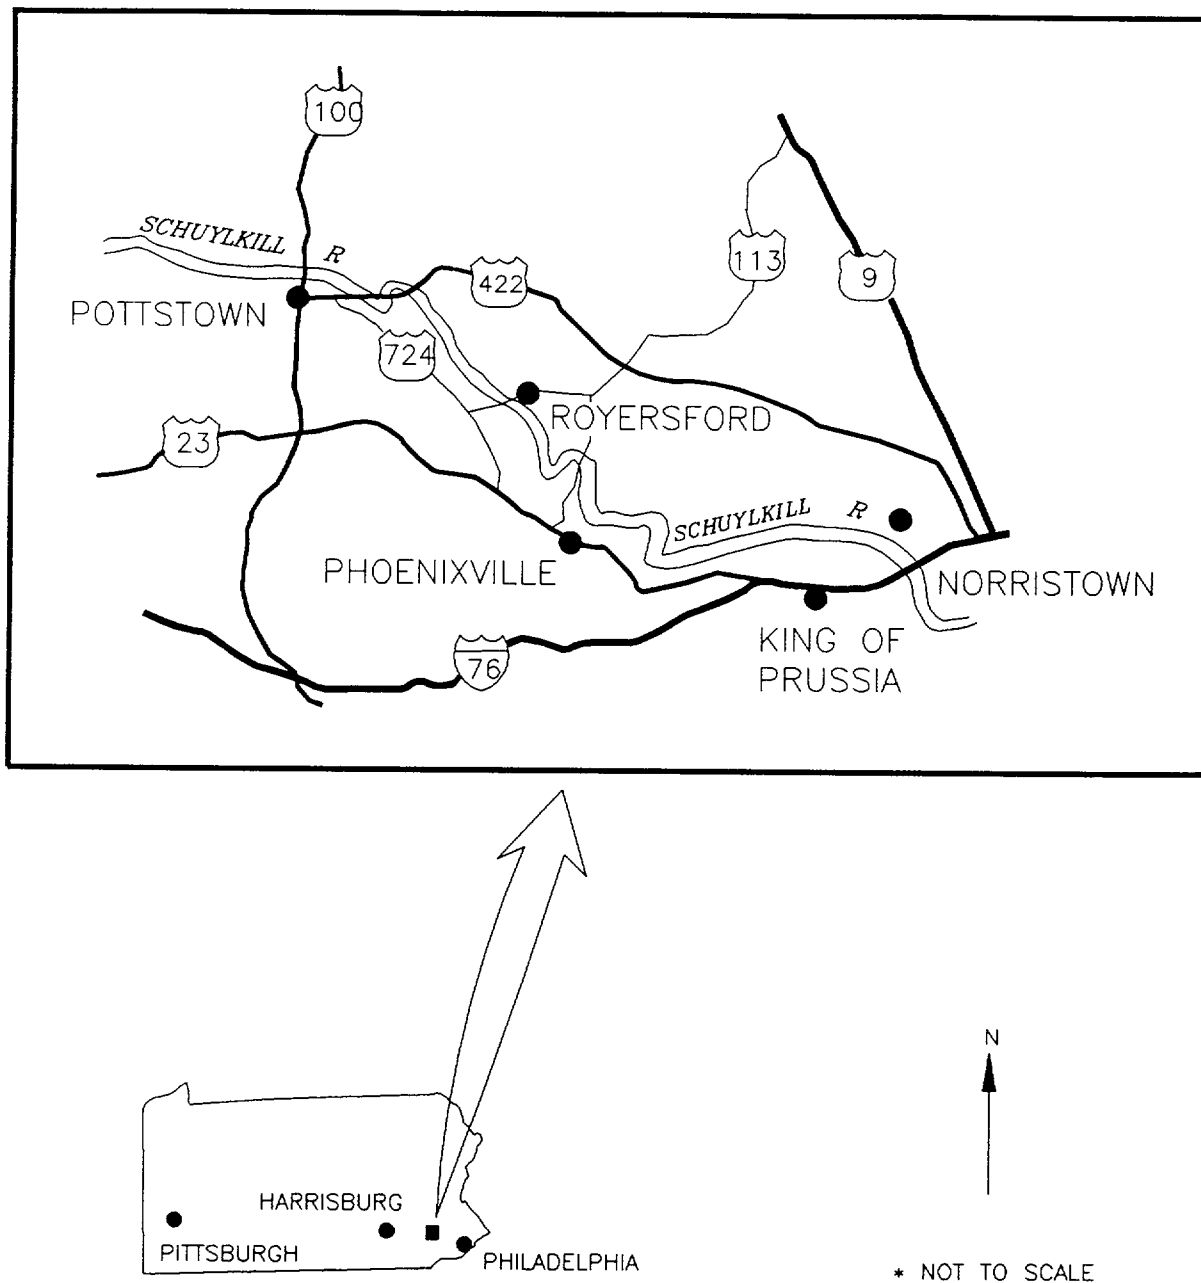 100
SCHUYLKILL R
113
9
422
POTTSTOWN
724
ROYERSFORD
23
SCHUYLKILL R
PHOENIXVILLE
NORRISTOWN
KING OF
PRUSSIA
76
N
HARRISBURG
PITTSBURGH
PHILADELPHIA
* NOT TO SCALE